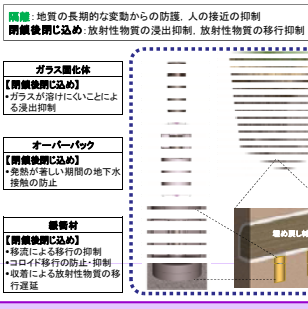 隔離:地質の長期的な変動からの防護、人の接近の抑制
閉鎖後閉じ込め:放射性物質の浸出抑制、放射性物質の移行抑制
ガラス固化体
【閉鎖後閉じ込め】
•ガラスが溶けにくいことによ
る浸出抑制
オーバーパック
【閉鎖後閉じ込め】
•発熱が著しい期間の地下水
接触の防止
緩衝材
【閉鎖後閉じ込め】
•移流による移行の抑制
•コロイド移行の防止・抑制
•収着による放射性物質の移
行遅延
埋め戻し材